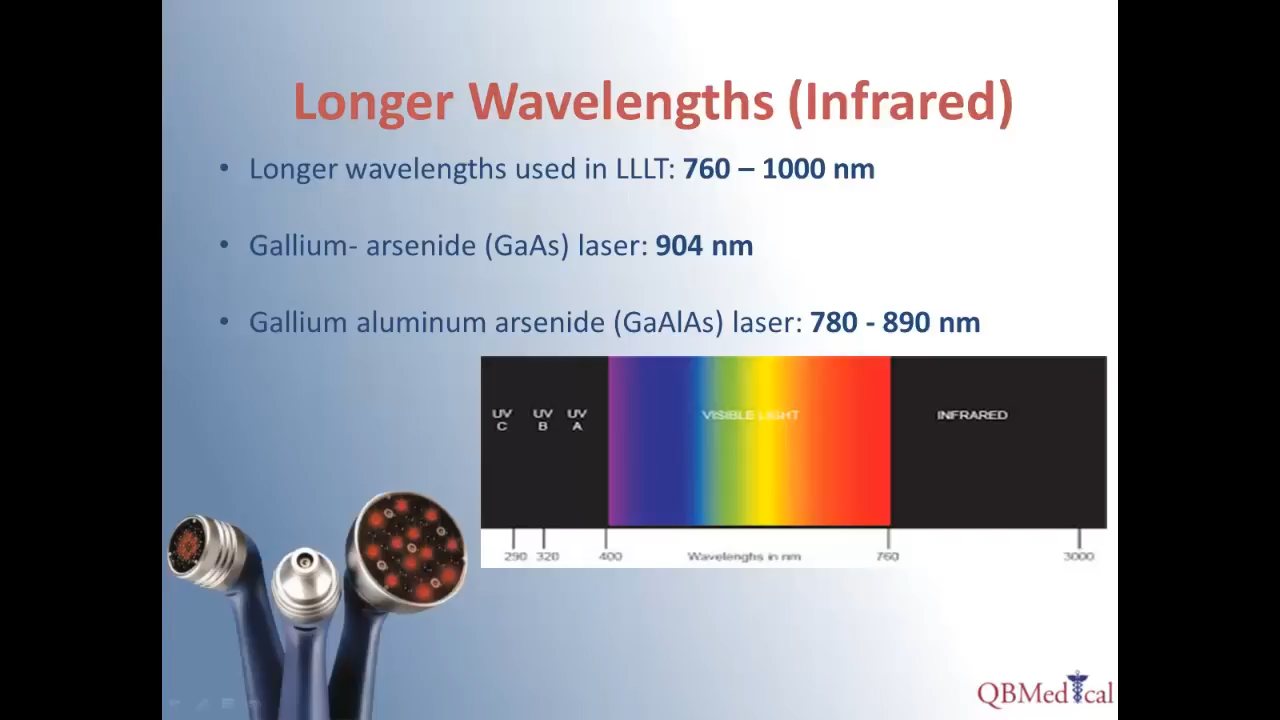 Longer Wavelengths (Infrared)
• Longer wavelengths used in LLLT: 760 – 1000 nm
• Gallium- arsenide (GaAs) laser: 904 nm
• Gallium aluminum arsenide (GaAlAs) laser: 780 - 890 nm
UV C UV B UV A VISIBLE LIGHT INFRARED
290 320 400 Wavelengths in nm 760 3000
QBMedical